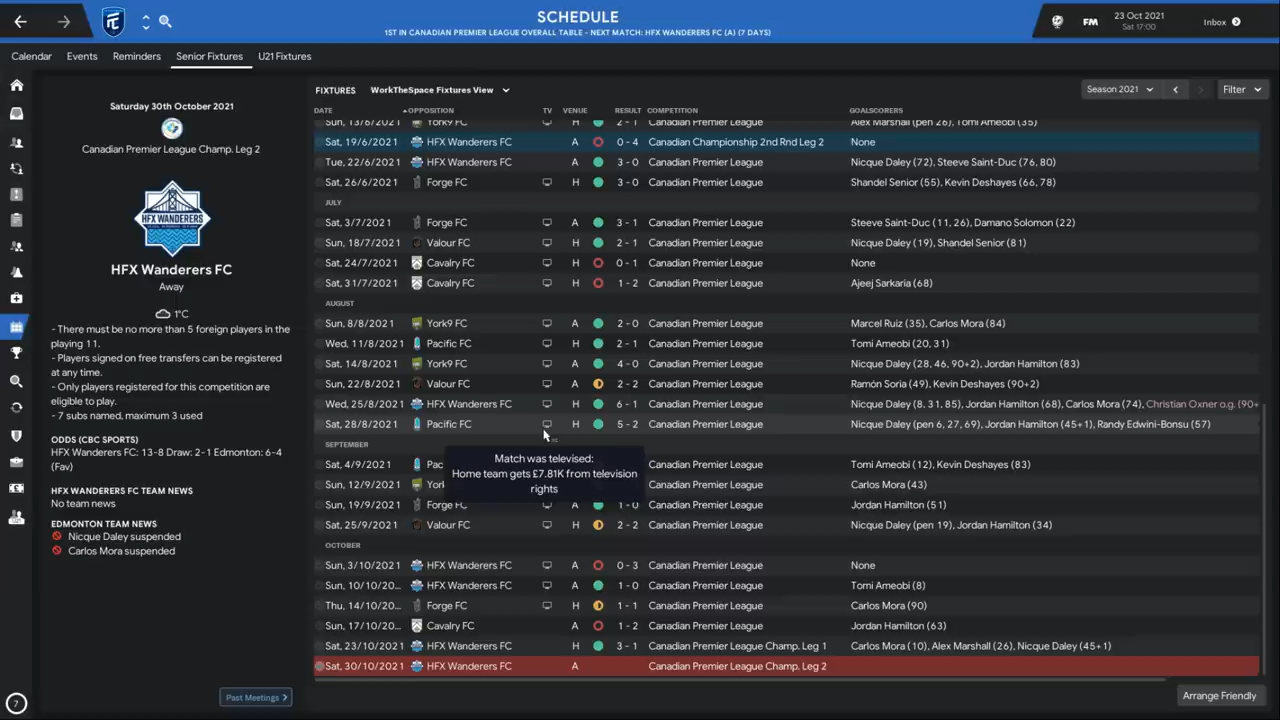 SCHEDULE
1ST IN CANADIAN PREMIER LEAGUE OVERALL TABLE - NEXT MATCH: HFX WANDERERS FC (A) (7 DAYS)
FM
23 Oct 2021
Sat 17:00
Inbox
Calendar Events Reminders Senior Fixtures U21 Fixtures
Saturday 30th October 2021
Canadian Premier League Champ. Leg 2
HFX WANDERERS
HFX Wanderers FC
Away
1°C
- There must be no more than 5 foreign players in the
playing 11.
- Players signed on free transfers can be registered
at any time.
- Only players registered for this competition are
eligible to play.
- 7 subs named, maximum 3 used
ODDS (CBC SPORTS)
HFX Wanderers FC: 13-8 Draw: 2-1 Edmonton: 6-4
(Fav)
HFX WANDERERS FC TEAM NEWS
No team news
EDMONTON TEAM NEWS
Nicque Daley suspended
Carlos Mora suspended
Past Meetings
7
FIXTURES WorkTheSpace Fixtures View
Season 2021
Filter
DATE OPPOSITION TV VENUE RESULT COMPETITION GOALSCORERS
Sun, 13/6/2021 York9 FC H 2 - 1 Canadian Premier League Alex Marshall (pen 26), Tomi Ameobi (35)
Sat, 19/6/2021 HFX Wanderers FC A 0 - 4 Canadian Championship 2nd Rnd Leg 2 None
Tue, 22/6/2021 HFX Wanderers FC A 3 - 0 Canadian Premier League Nicque Daley (72), Steeve Saint-Duc (76, 80)
Sat, 26/6/2021 Forge FC H 3 - 0 Canadian Premier League Shandel Senior (55), Kevin Deshayes (66, 78)
JULY
Sat, 3/7/2021 Forge FC A 3 - 1 Canadian Premier League Steeve Saint-Duc (11, 26), Damano Solomon (22)
Sun, 18/7/2021 Valour FC H 2 - 1 Canadian Premier League Nicque Daley (19), Shandel Senior (81)
Sat, 24/7/2021 Cavalry FC H 0 - 1 Canadian Premier League None
Sat, 31/7/2021 Cavalry FC H 1 - 2 Canadian Premier League Ajeej Sarkaria (68)
AUGUST
Sun, 8/8/2021 York9 FC A 2 - 0 Canadian Premier League Marcel Ruiz (35), Carlos Mora (84)
Wed, 11/8/2021 Pacific FC H 2 - 1 Canadian Premier League Tomi Ameobi (20, 31)
Sat, 14/8/2021 York9 FC A 4 - 0 Canadian Premier League Nicque Daley (28, 46, 90+2), Jordan Hamilton (83)
Sun, 22/8/2021 Valour FC A 2 - 2 Canadian Premier League Ramón Soria (49), Kevin Deshayes (90+2)
Wed, 25/8/2021 HFX Wanderers FC H 6 - 1 Canadian Premier League Nicque Daley (8, 31, 85), Jordan Hamilton (68), Carlos Mora (74), Christian Oxner o.g. (90+
Sat, 28/8/2021 Pacific FC H 5 - 2 Canadian Premier League Nicque Daley (pen 6, 27, 69), Jordan Hamilton (45+1), Randy Edwini-Bonsu (57)
SEPTEMBER
Match was televised:
Home team gets £7.81K from television
rights
Sat, 4/9/2021 Pac Canadian Premier League Tomi Ameobi (12), Kevin Deshayes (83)
Sun, 12/9/2021 York Canadian Premier League Carlos Mora (43)
Sun, 19/9/2021 Forge FC A 1 - 0 Canadian Premier League Jordan Hamilton (51)
Sat, 25/9/2021 Valour FC H 2 - 2 Canadian Premier League Nicque Daley (pen 19), Jordan Hamilton (34)
OCTOBER
Sun, 3/10/2021 HFX Wanderers FC A 0 - 3 Canadian Premier League None
Sun, 10/10/20... HFX Wanderers FC A 1 - 0 Canadian Premier League Tomi Ameobi (8)
Thu, 14/10/20... Forge FC H 1 - 1 Canadian Premier League Carlos Mora (90)
Sun, 17/10/20... Cavalry FC A 1 - 2 Canadian Premier League Jordan Hamilton (63)
Sat, 23/10/2021 HFX Wanderers FC H 3 - 1 Canadian Premier League Champ. Leg 1 Carlos Mora (10), Alex Marshall (26), Nicque Daley (45+1)
Sat, 30/10/2021 HFX Wanderers FC A Canadian Premier League Champ. Leg 2
Arrange Friendly